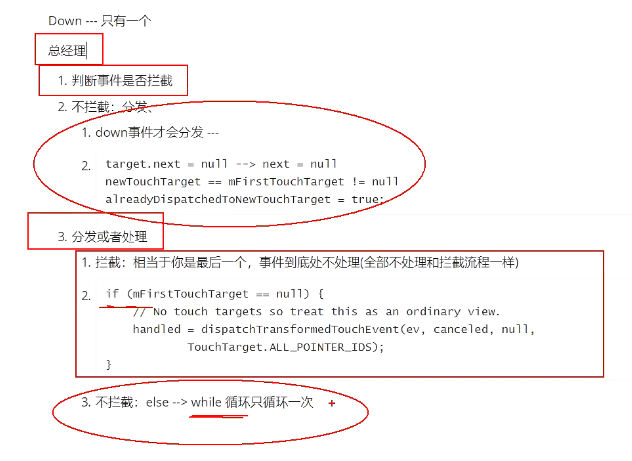 Down --- 只有一个
总经理
1. 判断事件是否拦截
2. 不拦截：分发、
1. down事件才会分发 ---
2. target.next = null --> next = null
newTouchTarget == mFirstTouchTarget != null
alreadyDispatchedToNewTouchTarget = true;
3. 分发或者处理
1. 拦截：相当于你是最后一个，事件到底处不处理(全部不处理和拦截流程一样)
2. if (mFirstTouchTarget == null) {
// No touch targets so treat this as an ordinary view.
handled = dispatchTransformedTouchEvent(ev, canceled, null,
TouchTarget.ALL_POINTER_IDS);
}
3. 不拦截：else --> while 循环只循环一次